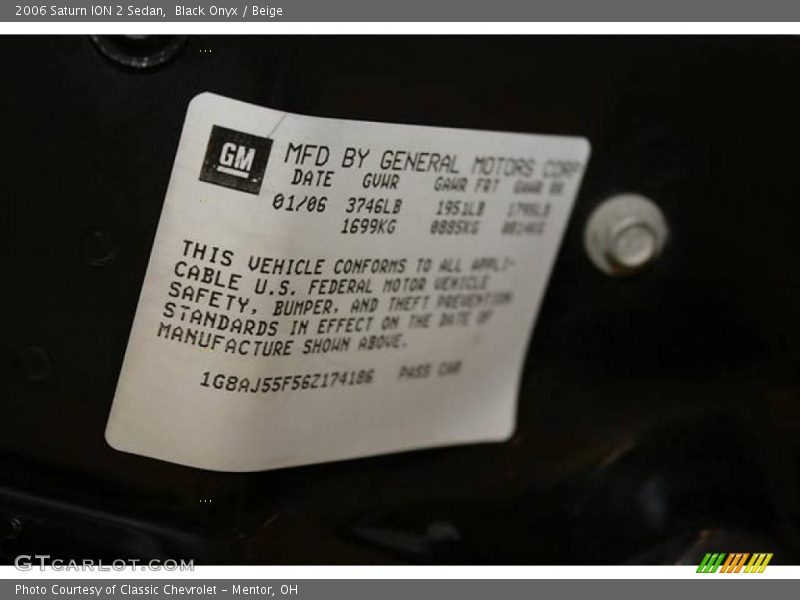 2006 Saturn ION 2 Sedan, Black Onyx / Beige
GM
MFD BY GENERAL MOTORS CORP
DATE GVWR GAWR FRT GAWR RR
01/06 3746LB 1951LB 1795LB
1699KG 0885KG 0814KG
THIS VEHICLE CONFORMS TO ALL APPLI-
CABLE U.S. FEDERAL MOTOR VEHICLE
SAFETY, BUMPER, AND THEFT PREVENTION
STANDARDS IN EFFECT ON THE DATE OF
MANUFACTURE SHOWN ABOVE.
1G8AJ55F56Z174186 PASS CAR
GTCARLOT.COM
Photo Courtesy of Classic Chevrolet - Mentor, OH